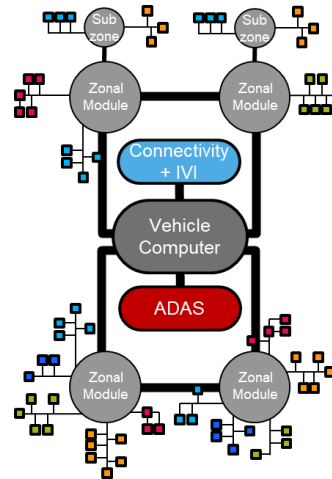 Sub
zone
Sub
zone
Zonal
Module
Zonal
Module
Connectivity
+ IVI
Vehicle
Computer
ADAS
Zonal
Module
Zonal
Module